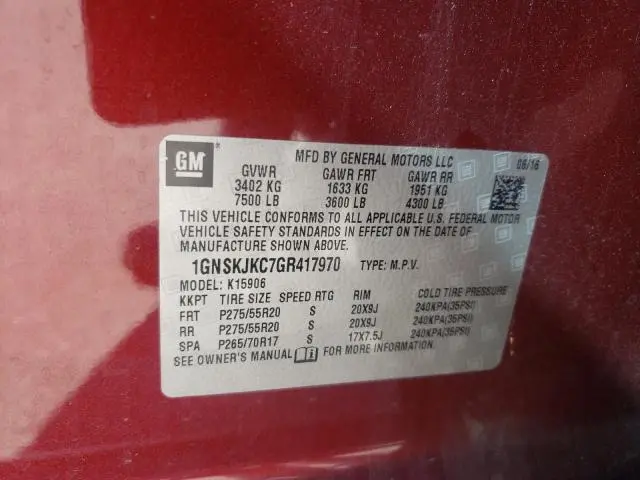 GM®
MFD BY GENERAL MOTORS LLC 06/16
GVWR GAWR FRT GAWR RR
3402 KG 1633 KG 1951 KG
7500 LB 3600 LB 4300 LB
THIS VEHICLE CONFORMS TO ALL APPLICABLE U.S. FEDERAL MOTOR
VEHICLE SAFETY STANDARDS IN EFFECT ON THE DATE OF
MANUFACTURE SHOWN ABOVE.
1GNSKJKC7GR417970 TYPE: M.P.V.
MODEL: K15906
KKPT TIRE SIZE SPEED RTG RIM COLD TIRE PRESSURE
FRT P275/55R20 S 20X9J 240KPA(35PSI)
RR P275/55R20 S 20X9J 240KPA(35PSI)
SPA P265/70R17 S 17X7.5J 240KPA(35PSI)
SEE OWNER'S MANUAL FOR MORE INFORMATION.